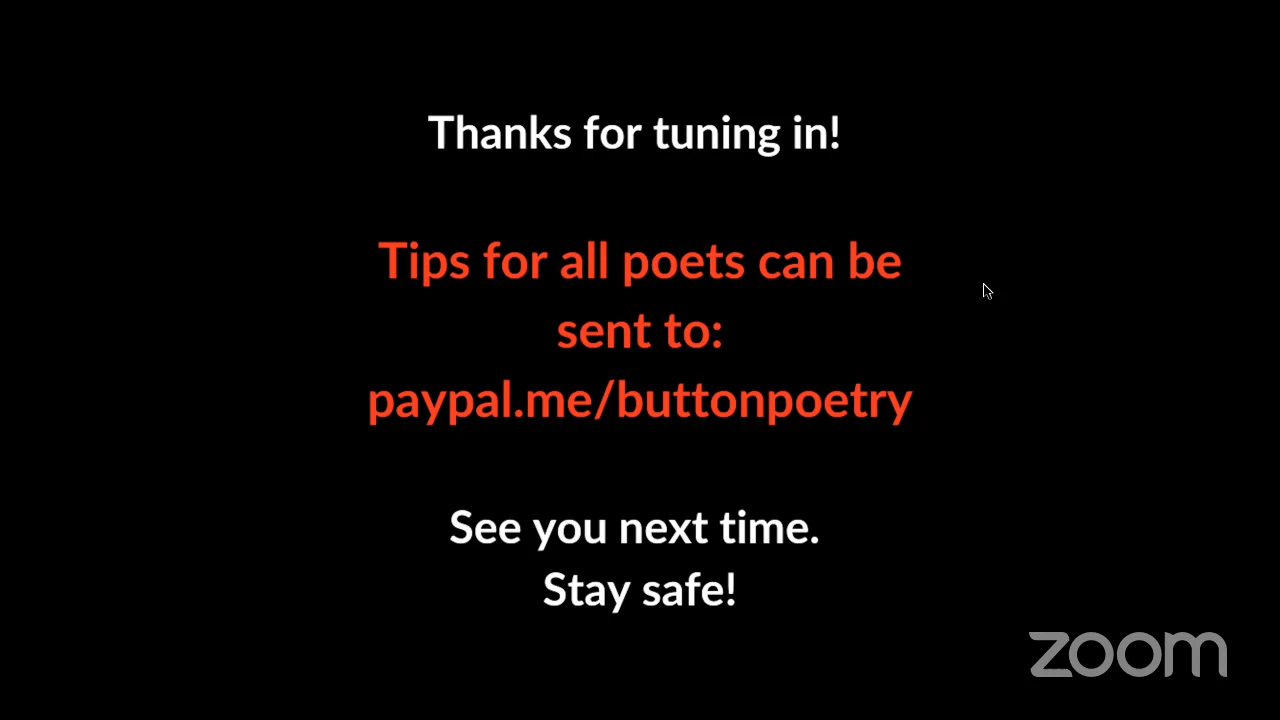 Thanks for tuning in!
Tips for all poets can be
sent to:
paypal.me/buttonpoetry
See you next time.
Stay safe!
zoom